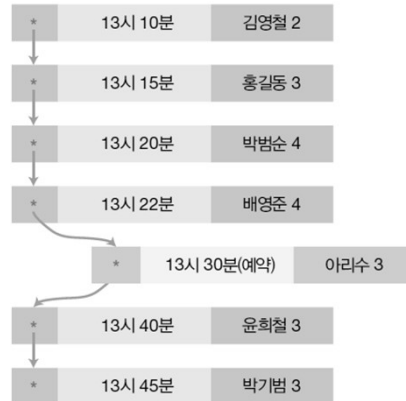 * 13시 10분 김영철 2
* 13시 15분 홍길동 3
* 13시 20분 박범순 4
* 13시 22분 배영준 4
* 13시 30분(예약) 아리수 3
* 13시 40분 윤희철 3
* 13시 45분 박기범 3